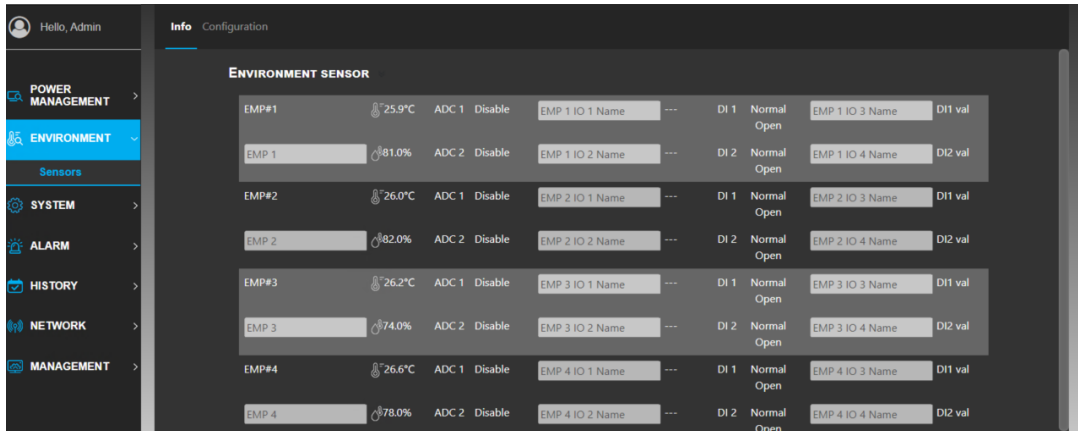 Hello, Admin
Info Configuration
POWER
MANAGEMENT
ENVIRONMENT
Sensors
SYSTEM
ALARM
HISTORY
NETWORK
MANAGEMENT
ENVIRONMENT SENSOR
EMP#1 25.9°C ADC 1 Disable EMP 1 IO 1 Name --- DI 1 Normal Open EMP 1 IO 3 Name DI1 val
EMP 1 81.0% ADC 2 Disable EMP 1 IO 2 Name DI 2 Normal Open EMP 1 IO 4 Name DI2 val
EMP#2 26.0°C ADC 1 Disable EMP 2 IO 1 Name --- DI 1 Normal Open EMP 2 IO 3 Name DI1 val
EMP 2 82.0% ADC 2 Disable EMP 2 IO 2 Name --- DI 2 Normal Open EMP 2 IO 4 Name DI2 val
EMP#3 26.2°C ADC 1 Disable EMP 3 IO 1 Name --- DI 1 Normal Open EMP 3 IO 3 Name DI1 val
EMP 3 74.0% ADC 2 Disable EMP 3 IO 2 Name --- DI 2 Normal Open EMP 3 IO 4 Name DI2 val
EMP#4 26.6°C ADC 1 Disable EMP 4 IO 1 Name --- DI 1 Normal Open EMP 4 IO 3 Name DI1 val
EMP 4 78.0% ADC 2 Disable EMP 4 IO 2 Name --- DI 2 Normal Open EMP 4 IO 4 Name DI2 val